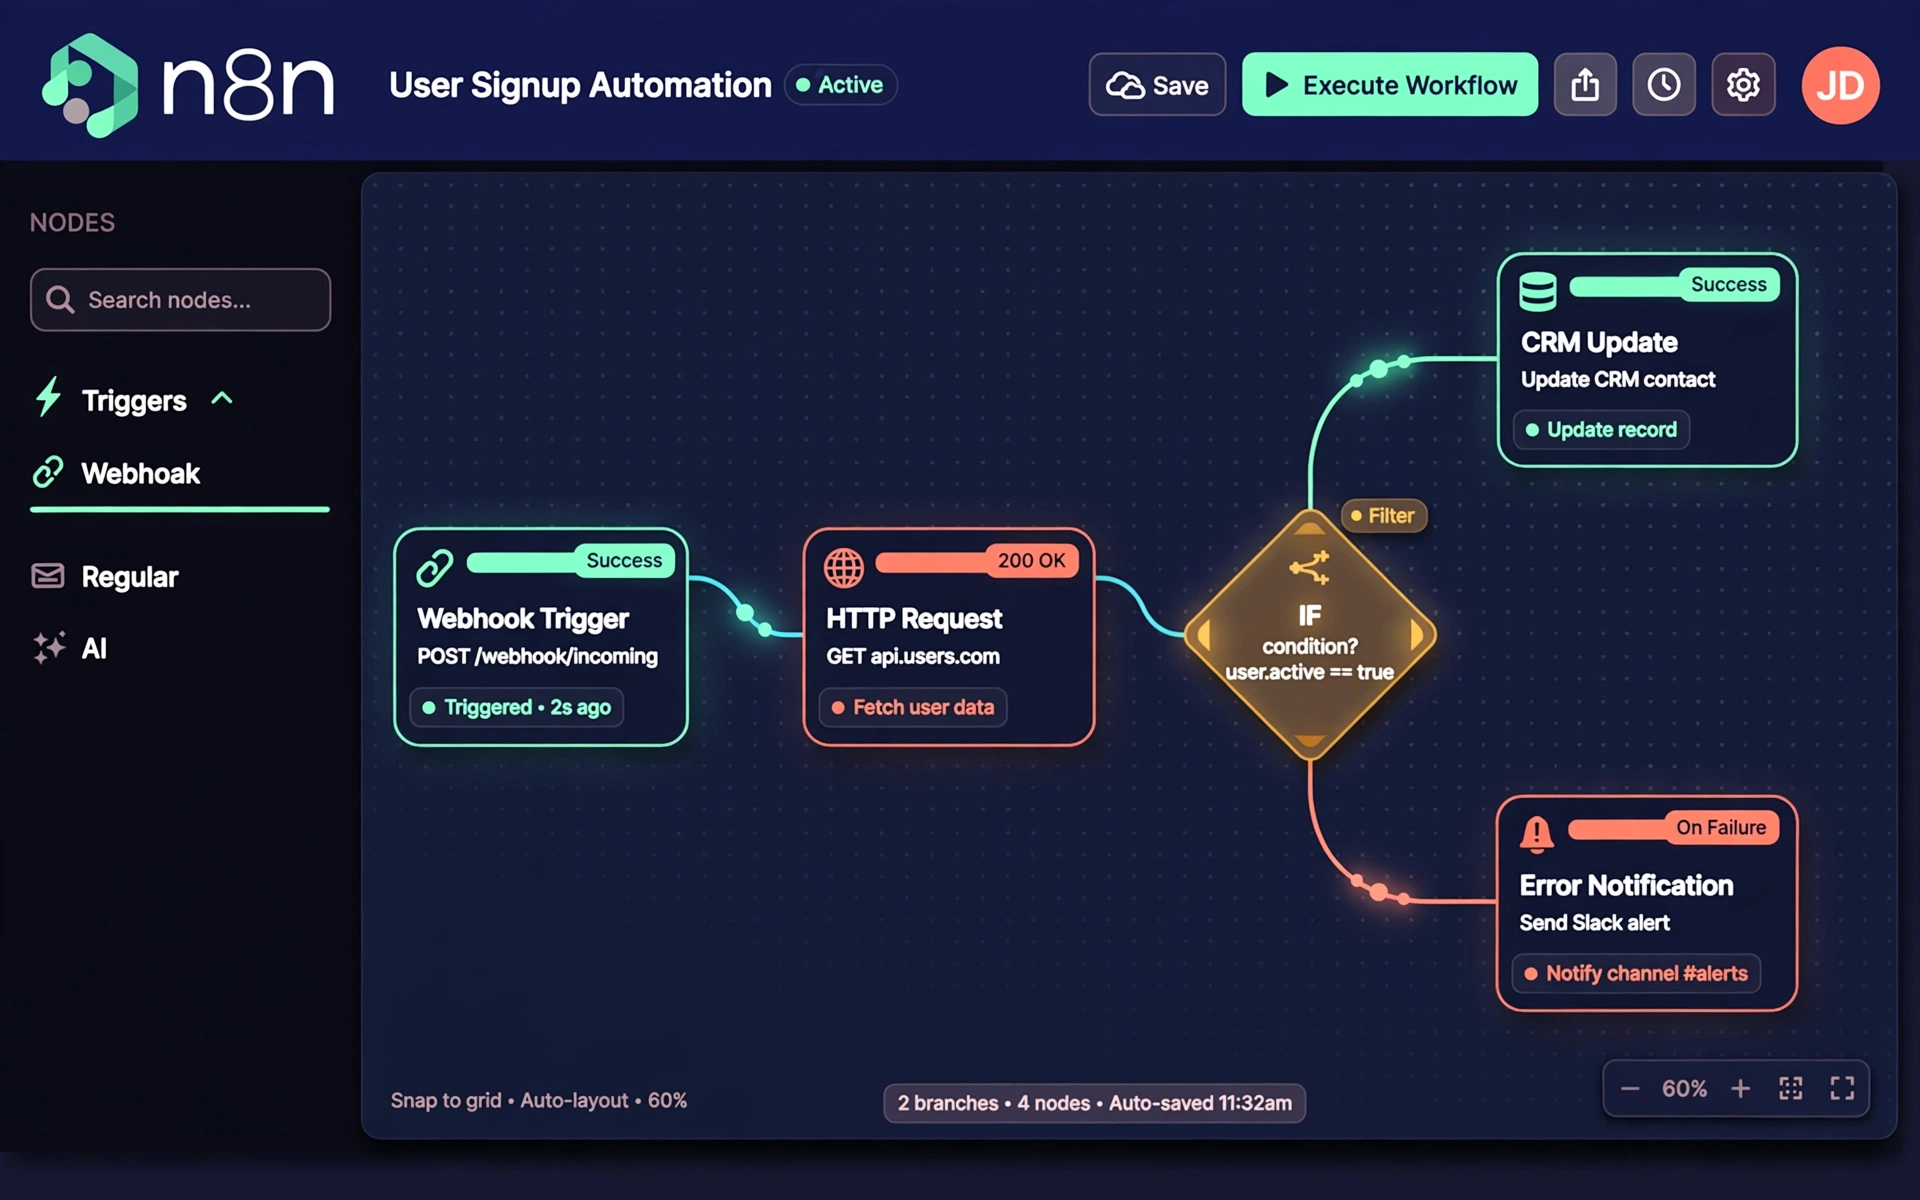 n8n
User Signup Automation
Active
Save
Execute Workflow
JD
NODES
Search nodes...
Triggers
Webhoak
Regular
AI
Success
Webhook Trigger
POST /webhook/incoming
Triggered • 2s ago
200 OK
HTTP Request
GET api.users.com
Fetch user data
Filter
IF
condition?
user.active == true
Success
CRM Update
Update CRM contact
Update record
On Failure
Error Notification
Send Slack alert
Notify channel #alerts
Snap to grid • Auto-layout • 60%
2 branches • 4 nodes • Auto-saved 11:32am
60%